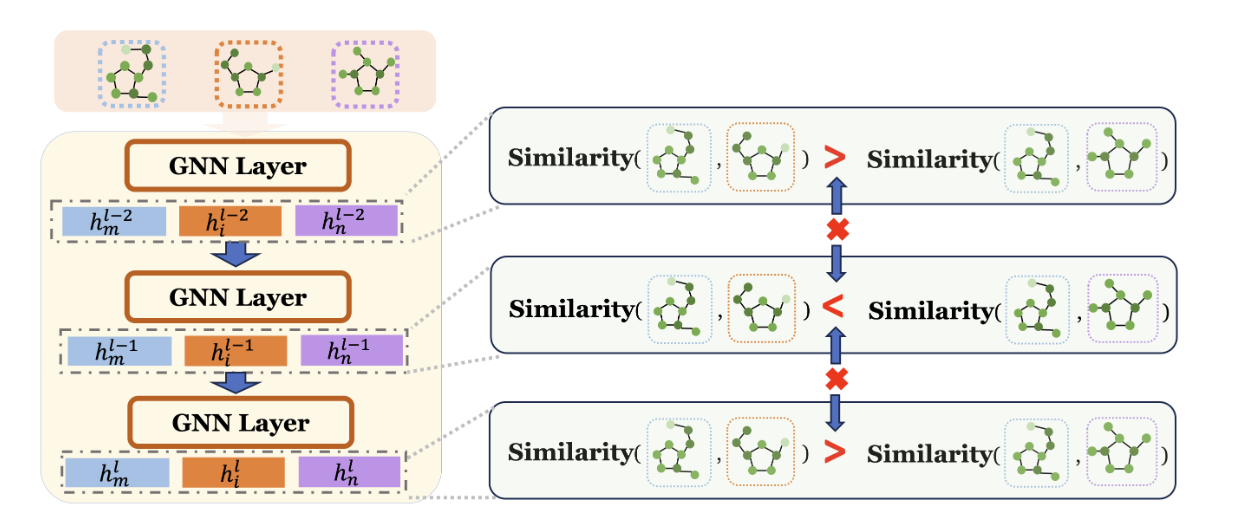 GNN Layer
h_m^{l-2} h_i^{l-2} h_n^{l-2}
GNN Layer
h_m^{l-1} h_i^{l-1} h_n^{l-1}
GNN Layer
h_m^l h_i^l h_n^l
Similarity( , ) > Similarity( , )
Similarity( , ) < Similarity( , )
Similarity( , ) > Similarity( , )